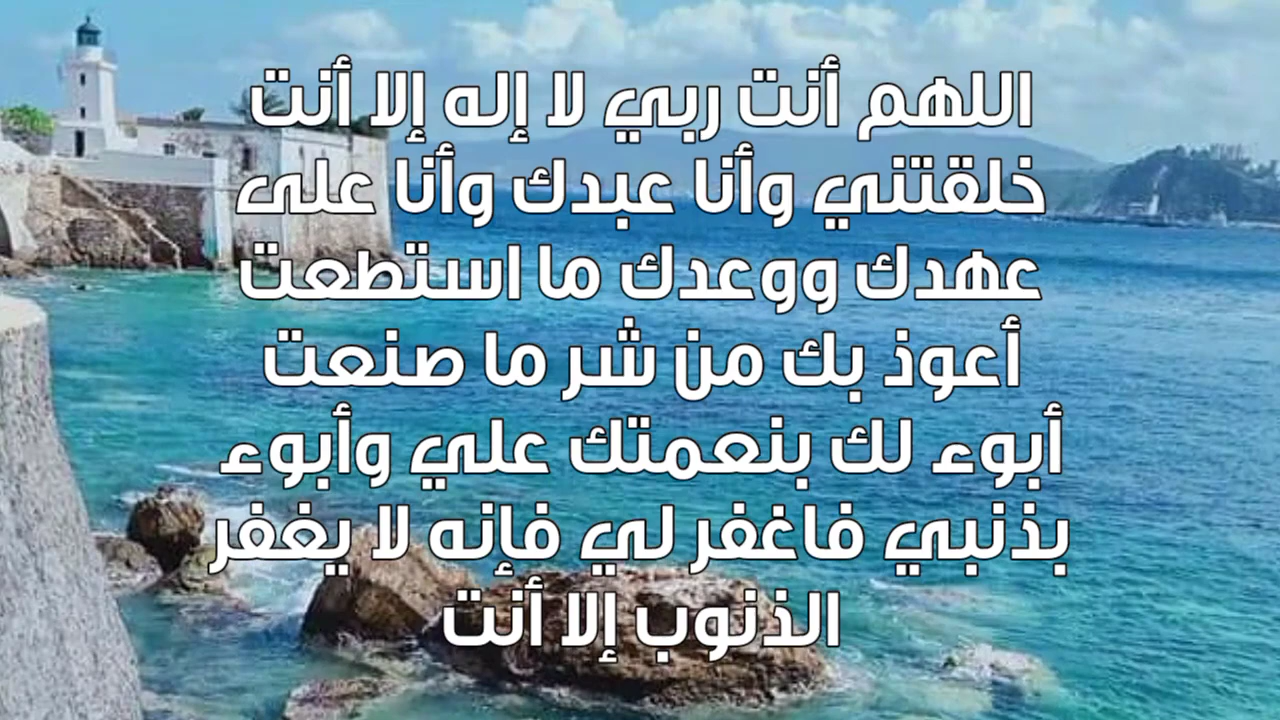 اللهم أنت ربي لا إله إلا أنت
خلقتني وأنا عبدك وأنا على
عهدك ووعدك ما استطعت
أعوذ بك من شر ما صنعت
أبوء لك بنعمتك علي وأبوء
بذنبي فاغفر لي فإنه لا يغفر
الذنوب إلا أنت